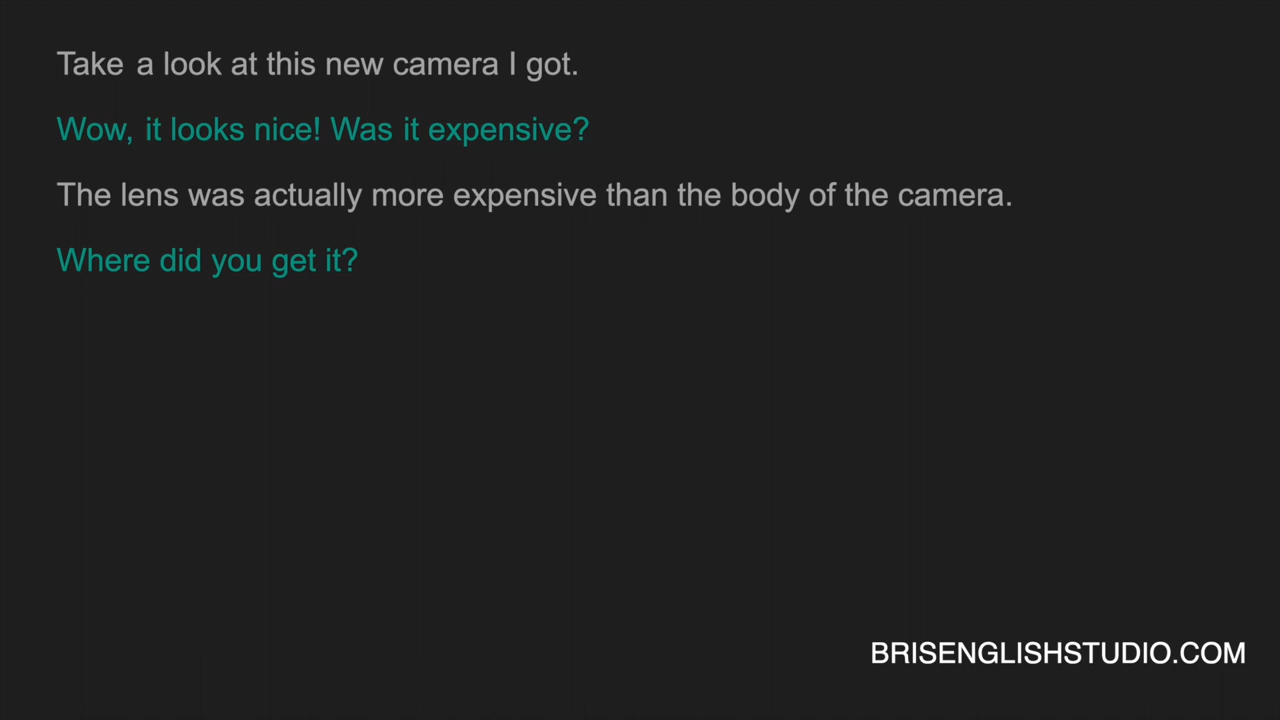 Take a look at this new camera I got.
Wow, it looks nice! Was it expensive?
The lens was actually more expensive than the body of the camera.
Where did you get it?
BRISENGLISHSTUDIO.COM